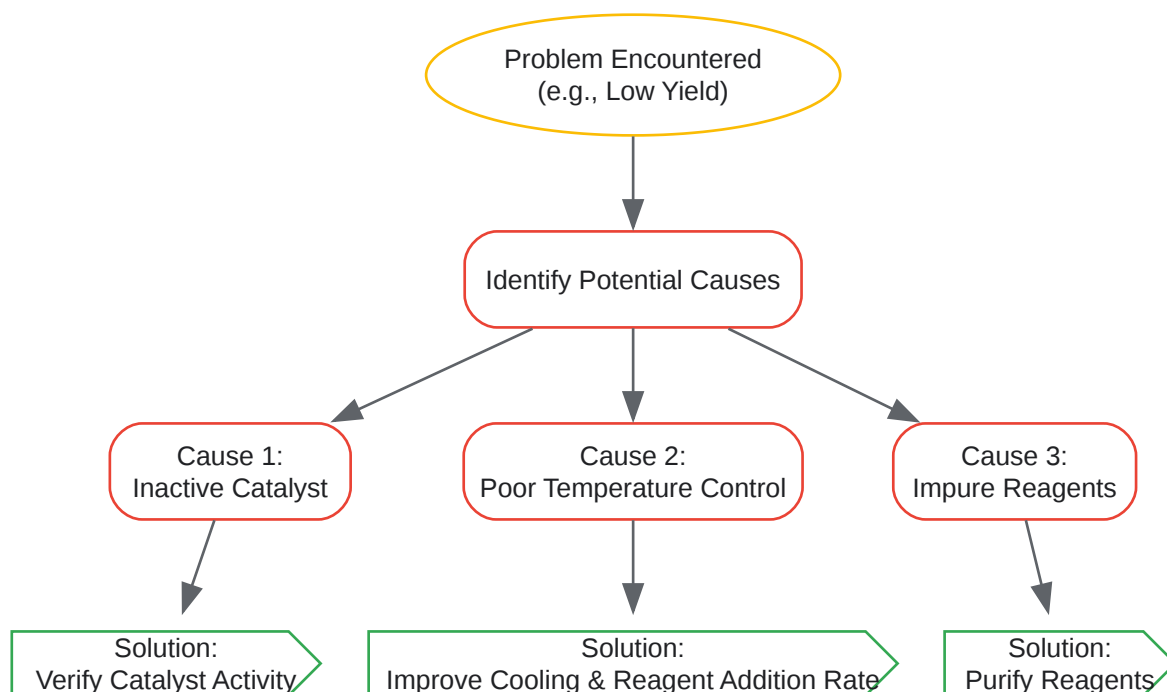 Problem Encountered
(e.g., Low Yield)
Identify Potential Causes
Cause 1:
Inactive Catalyst
Cause 2:
Poor Temperature Control
Cause 3:
Impure Reagents
Solution:
Verify Catalyst Activity
Solution:
Improve Cooling & Reagent Addition Rate
Solution:
Purify Reagents